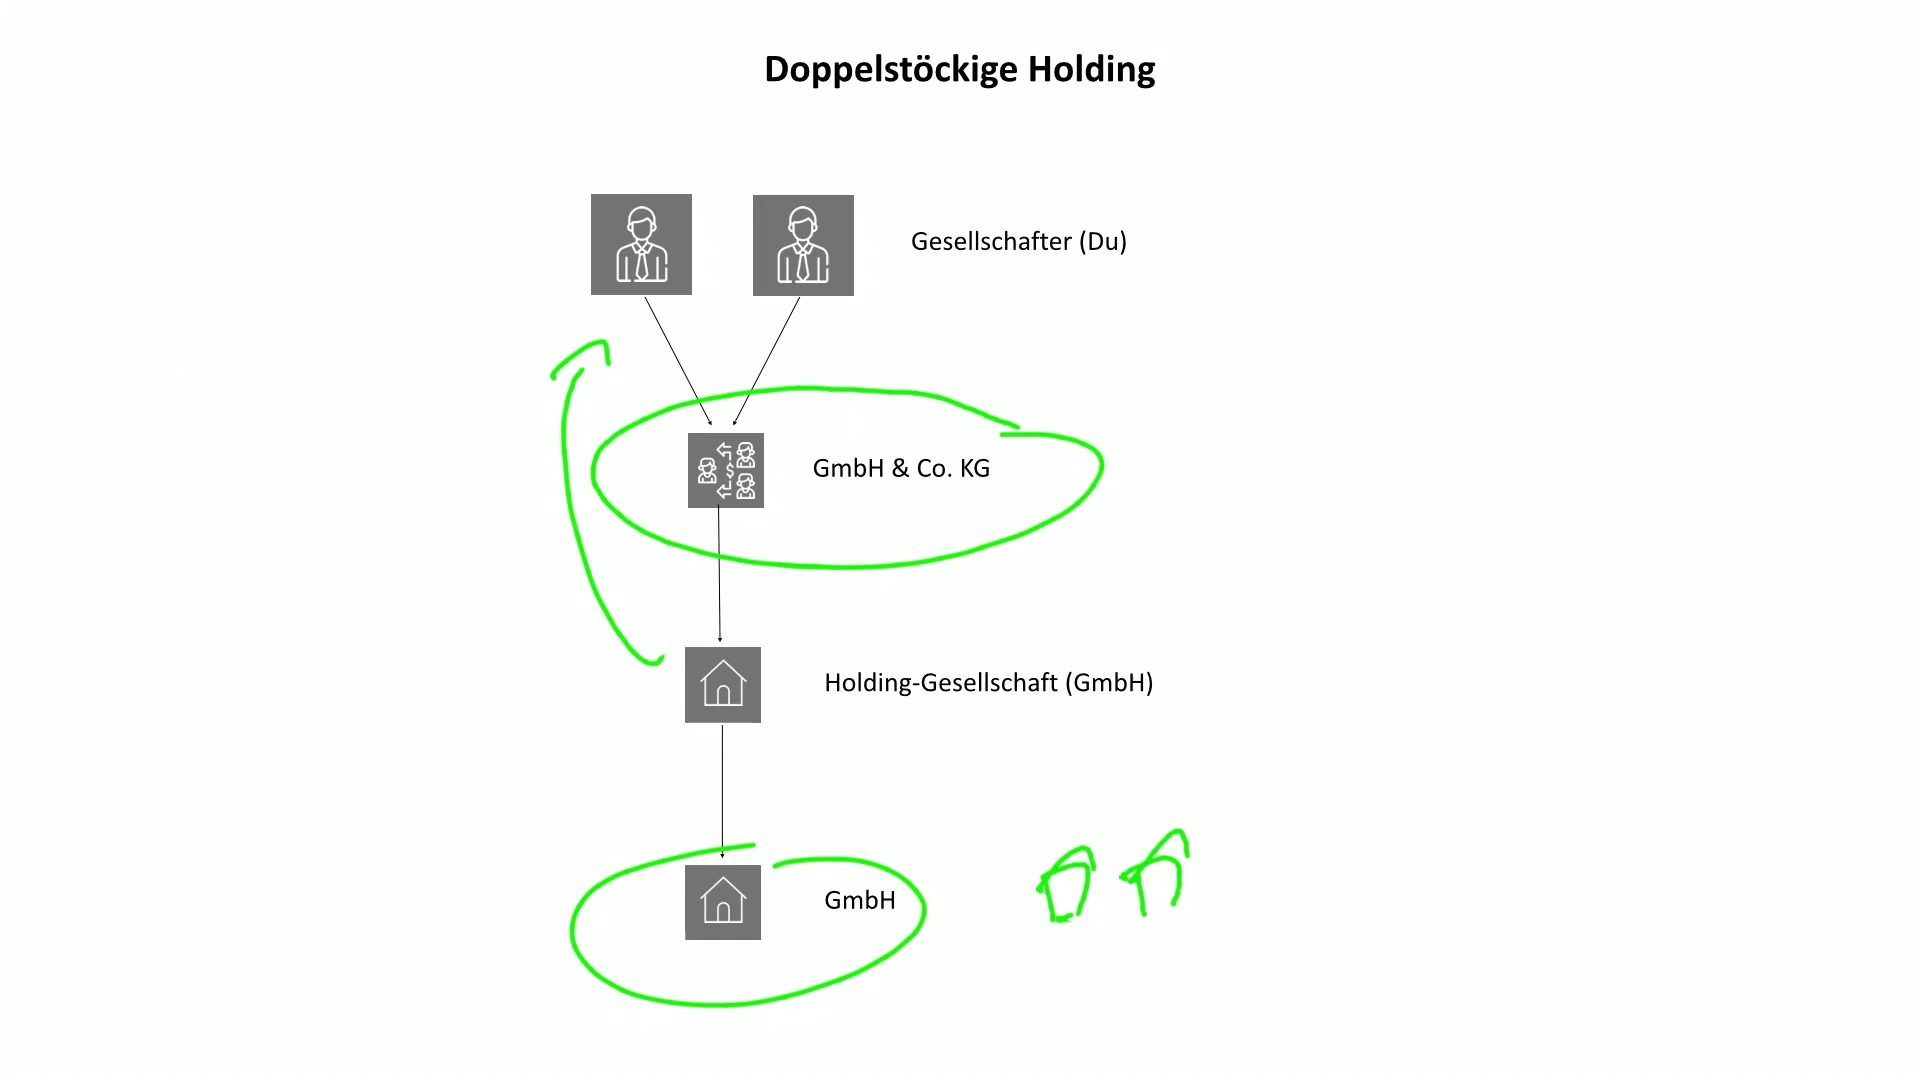 Doppelstöckige Holding
Gesellschafter (Du)
GmbH & Co. KG
Holding-Gesellschaft (GmbH)
GmbH